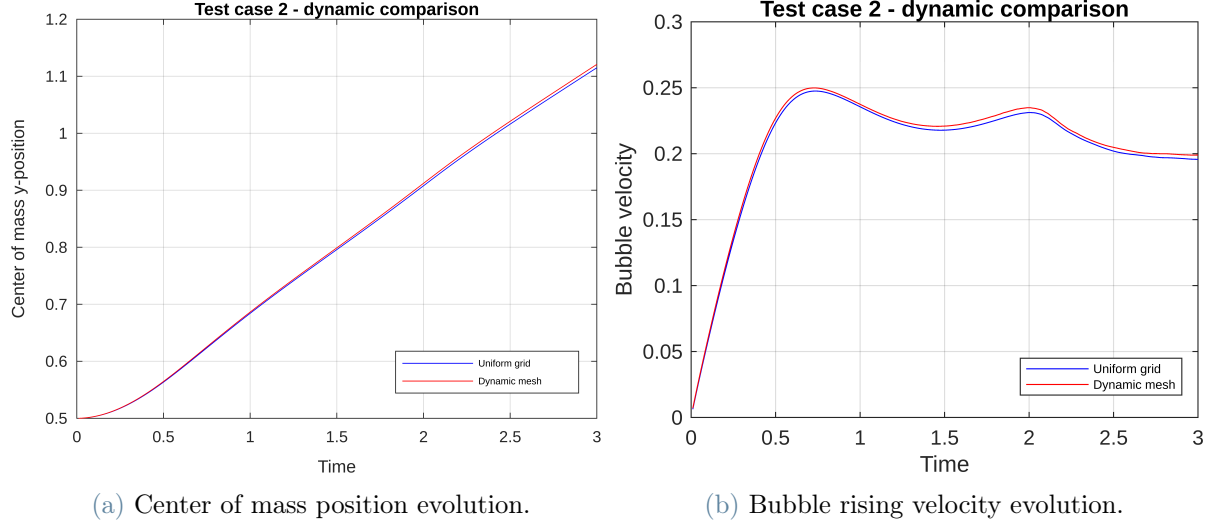 Test case 2 - dynamic comparison
1.2
1.1
1
0.9
0.8
0.7
0.6
0.5
Center of mass y-position
0 0.5 1 1.5 2 2.5 3
Time
Uniform grid
Dynamic mesh
(a) Center of mass position evolution.
Test case 2 - dynamic comparison
0.3
0.25
0.2
0.15
0.1
0.05
0
Bubble velocity
0 0.5 1 1.5 2 2.5 3
Time
Uniform grid
Dynamic mesh
(b) Bubble rising velocity evolution.